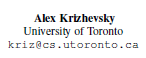 Alex Krizhevsky
University of Toronto
kriz@cs.utoronto.ca